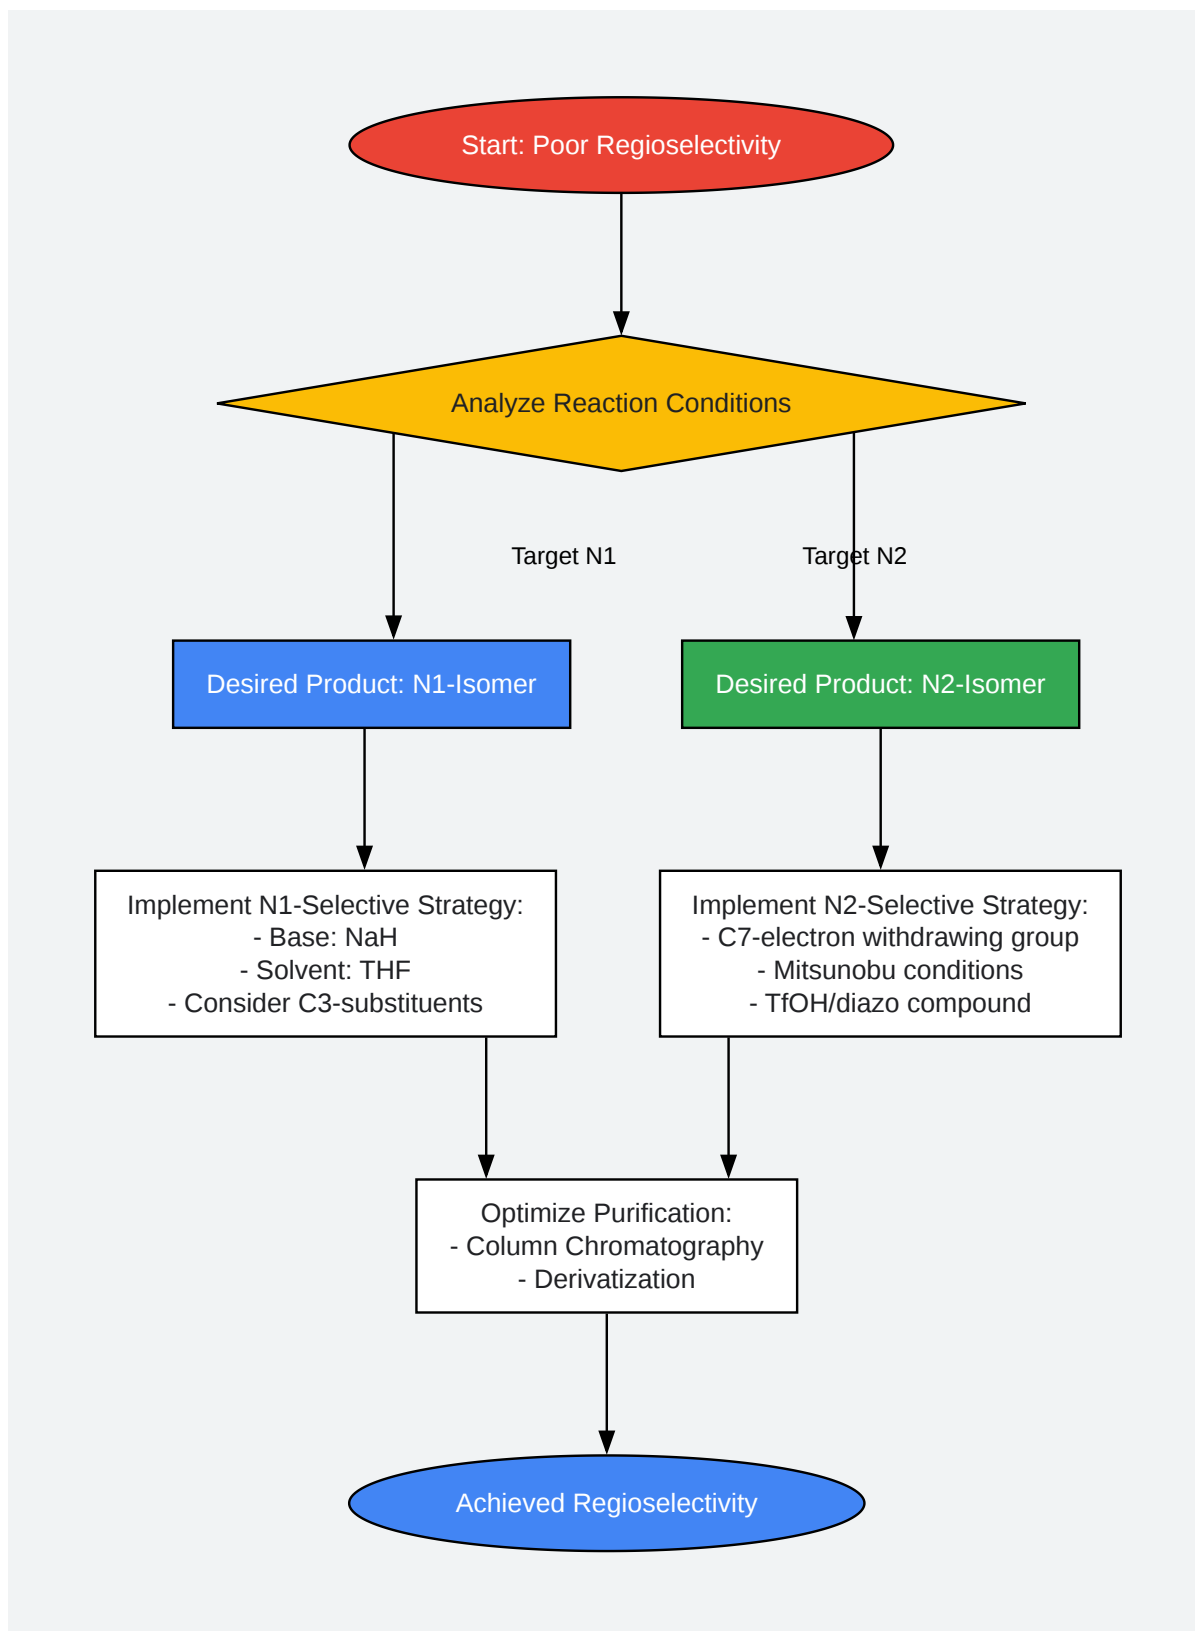 Start: Poor Regioselectivity
Analyze Reaction Conditions
Target N1
Target N2
Desired Product: N1-Isomer
Desired Product: N2-Isomer
Implement N1-Selective Strategy:
- Base: NaH
- Solvent: THF
- Consider C3-substituents
Implement N2-Selective Strategy:
- C7-electron withdrawing group
- Mitsunobu conditions
- TfOH/diazo compound
Optimize Purification:
- Column Chromatography
- Derivatization
Achieved Regioselectivity